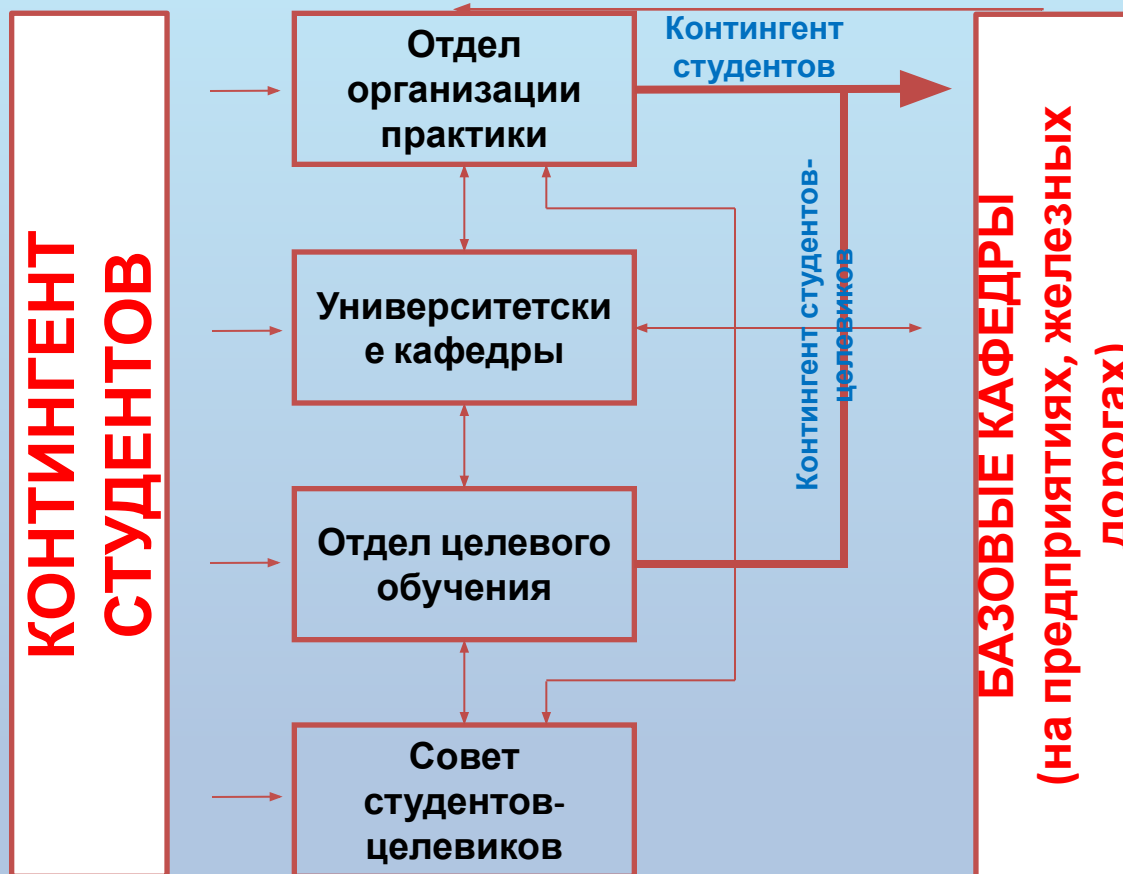 КОНТИНГЕНТ
СТУДЕНТОВ
Отдел
организации
практики
Университетски
е кафедры
Отдел целевого
обучения
Совет
студентов-
целевиков
Контингент
студентов
Контингент студентов-
целевиков
БАЗОВЫЕ КАФЕДРЫ
(на предприятиях, железных
дорогах)